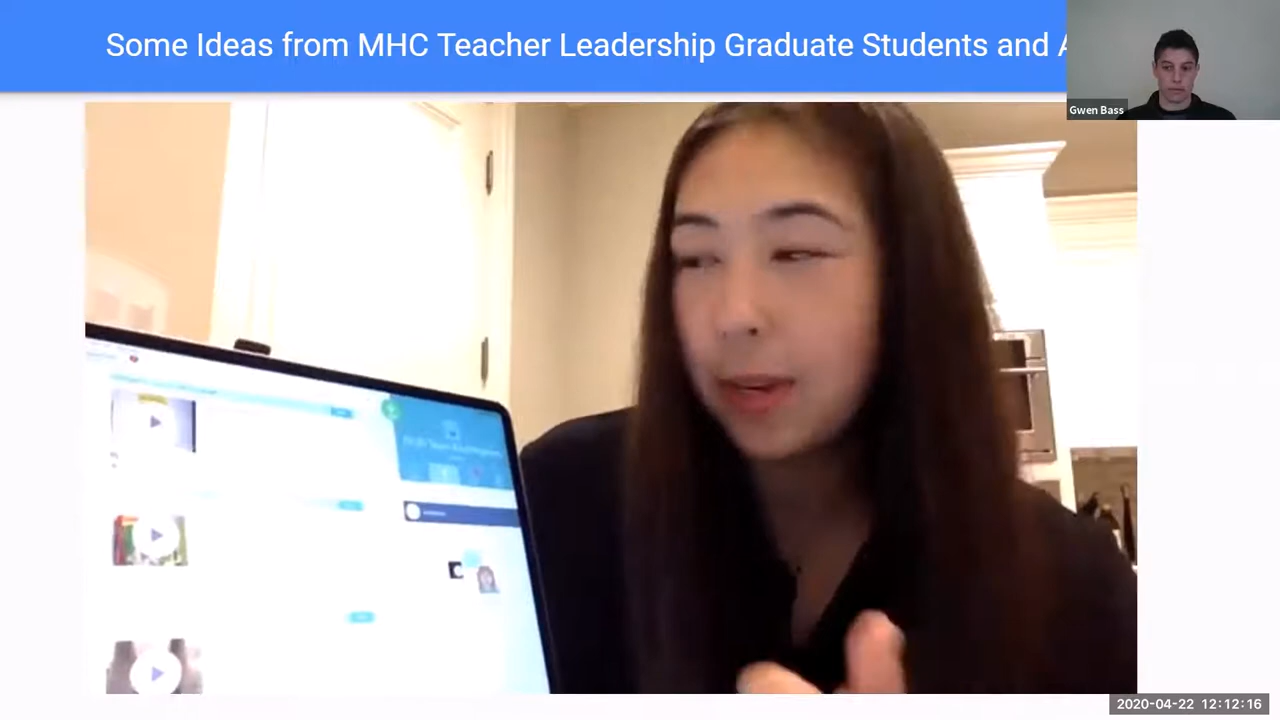 Some Ideas from MHC Teacher Leadership Graduate Students and A
Gwen Bass
2020-04-22 12:12:16